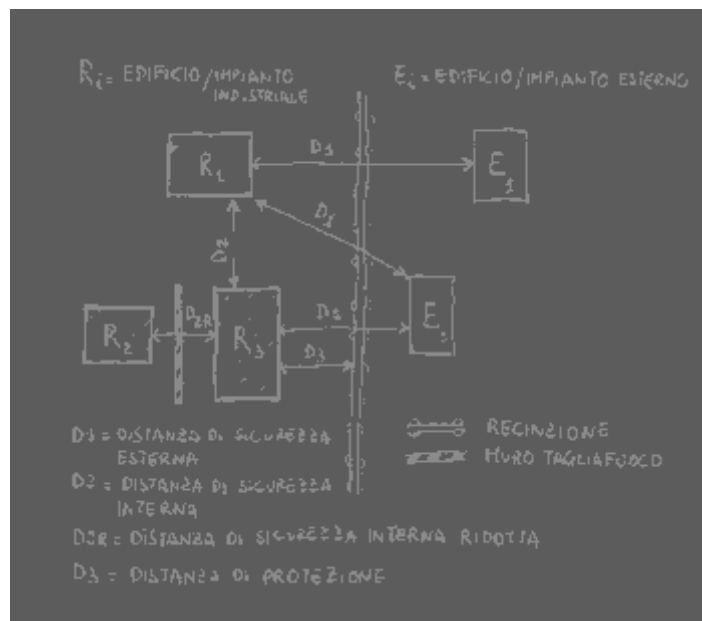 Ri = EDIFICIO/IMPIANTO
INDUSTRIALE
Ei = EDIFICIO/IMPIANTO ESTERNO
D1
R1
E1
D1
D2
R2
D2R
R3
D1
E2
D3
D1 = DISTANZA DI SICUREZZA
ESTERNA
RECINZIONE
MURO TAGLIAFUOCO
D2 = DISTANZA DI SICUREZZA
INTERNA
D2R = DISTANZA DI SICUREZZA INTERNA RIDOTTA
D3 = DISTANZA DI PROTEZIONE